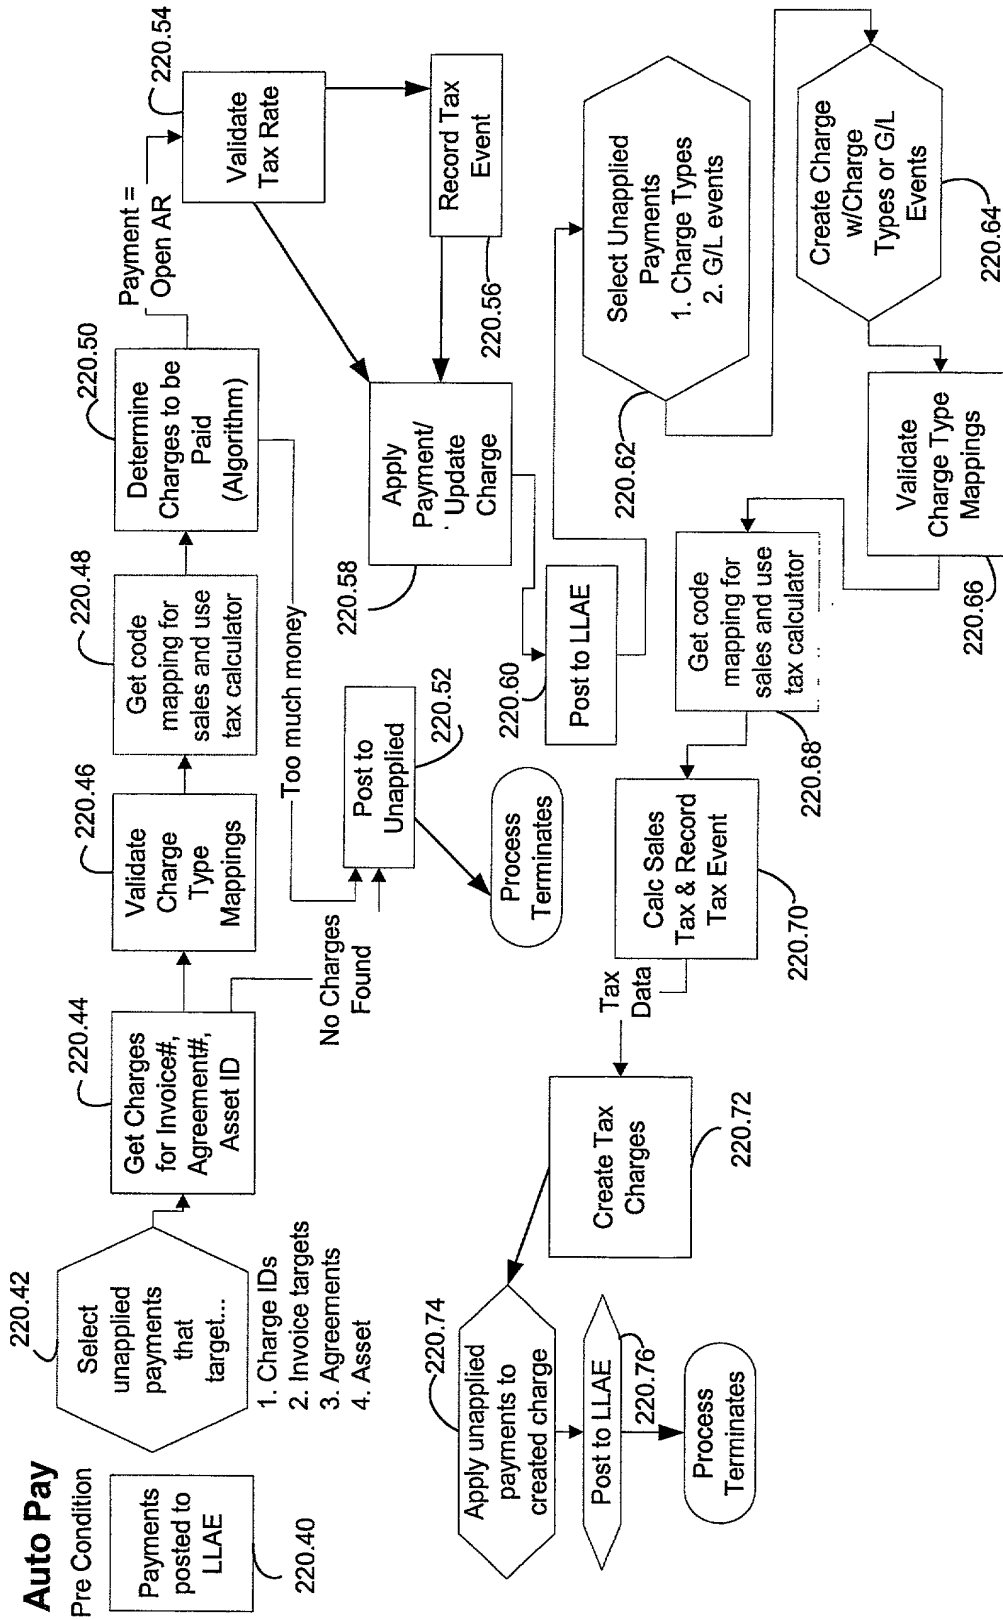 Auto Pay
Pre Condition
Payments
posted to
LLAE
220.40
220.42
Select
unapplied
payments
that
target...
1. Charge IDs
2. Invoice targets
3. Agreements
4. Asset
220.44
Get Charges
for Invoice#,
Agreement#,
Asset ID
No Charges
Found
220.46
Validate
Charge
Type
Mappings
220.48
Get code
mapping for
sales and use
tax calculator
220.50
Determine
Charges to be
Paid
(Algorithm)
Too much money
Post to
Unapplied
220.52
Process
Terminates
Payment =
Open AR
220.54
Validate
Tax Rate
Record Tax
Event
220.56
Apply
Payment/
Update
Charge
220.58
220.60
Post to LLAE
Select Unapplied
Payments
1. Charge Types
2. G/L events
220.62
Create Charge
w/Charge
Types or G/L
Events
220.64
Validate
Charge Type
Mappings
220.66
Get code
mapping for
sales and use
tax calculator
220.68
Calc Sales
Tax & Record
Tax Event
220.70
Tax
Data
Create Tax
Charges
220.72
220.74
Apply unapplied
payments to
created charge
Post to LLAE
220.76
Process
Terminates